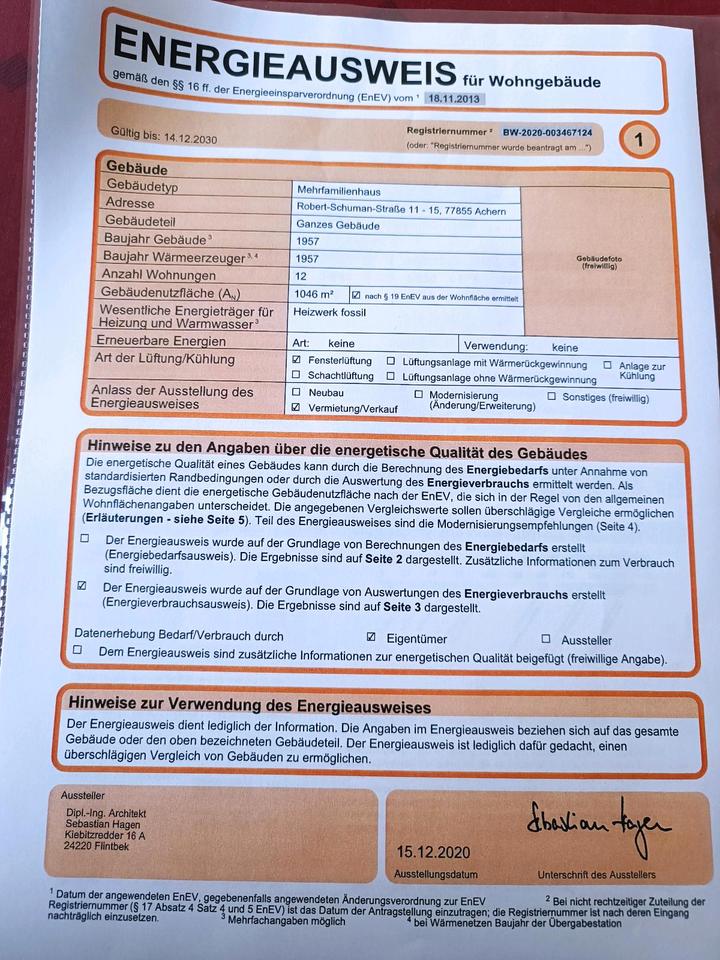 ENERGIEAUSWEIS für Wohngebäude
gemäß den §§ 16 ff. der Energieeinsparverordnung (EnEV) vom ¹ 18.11.2013
Gültig bis: 14.12.2030
Registriernummer ² BW-2020-003467124
(oder: "Registriernummer wurde beantragt am ...")
1
Gebäude
Gebäudetyp Mehrfamilienhaus
Adresse Robert-Schuman-Straße 11 - 15, 77855 Achern
Gebäudeteil Ganzes Gebäude
Baujahr Gebäude ³ 1957
Baujahr Wärmeerzeuger ³, ⁴ 1957
Anzahl Wohnungen 12
Gebäudenutzfläche (A_N) 1046 m² ☑ nach § 19 EnEV aus der Wohnfläche ermittelt
Gebäudefoto
(freiwillig)
Wesentliche Energieträger für Heizwerk fossil
Heizung und Warmwasser ³
Erneuerbare Energien Art: keine Verwendung: keine
Art der Lüftung/Kühlung ☑ Fensterlüftung ☐ Lüftungsanlage mit Wärmerückgewinnung ☐ Anlage zur
☐ Schachtlüftung ☐ Lüftungsanlage ohne Wärmerückgewinnung Kühlung
Anlass der Ausstellung des ☐ Neubau ☐ Modernisierung ☐ Sonstiges (freiwillig)
Energieausweises ☑ Vermietung/Verkauf (Änderung/Erweiterung)
Hinweise zu den Angaben über die energetische Qualität des Gebäudes
Die energetische Qualität eines Gebäudes kann durch die Berechnung des Energiebedarfs unter Annahme von
standardisierten Randbedingungen oder durch die Auswertung des Energieverbrauchs ermittelt werden. Als
Bezugsfläche dient die energetische Gebäudenutzfläche nach der EnEV, die sich in der Regel von den allgemeinen
Wohnflächenangaben unterscheidet. Die angegebenen Vergleichswerte sollen überschlägige Vergleiche ermöglichen
(Erläuterungen - siehe Seite 5). Teil des Energieausweises sind die Modernisierungsempfehlungen (Seite 4).
☐ Der Energieausweis wurde auf der Grundlage von Berechnungen des Energiebedarfs erstellt
(Energiebedarfsausweis). Die Ergebnisse sind auf Seite 2 dargestellt. Zusätzliche Informationen zum Verbrauch
sind freiwillig.
☑ Der Energieausweis wurde auf der Grundlage von Auswertungen des Energieverbrauchs erstellt
(Energieverbrauchsausweis). Die Ergebnisse sind auf Seite 3 dargestellt.
Datenerhebung Bedarf/Verbrauch durch ☑ Eigentümer ☐ Aussteller
☐ Dem Energieausweis sind zusätzliche Informationen zur energetischen Qualität beigefügt (freiwillige Angabe).
Hinweise zur Verwendung des Energieausweises
Der Energieausweis dient lediglich der Information. Die Angaben im Energieausweis beziehen sich auf das gesamte
Gebäude oder den oben bezeichneten Gebäudeteil. Der Energieausweis ist lediglich dafür gedacht, einen
überschlägigen Vergleich von Gebäuden zu ermöglichen.
Aussteller
Dipl.-Ing. Architekt
Sebastian Hagen
Kiebitzredder 16 A
24220 Flintbek
Sebastian Hagen
15.12.2020
Ausstellungsdatum Unterschrift des Ausstellers
¹ Datum der angewendeten EnEV, gegebenenfalls angewendeten Änderungsverordnung zur EnEV ² Bei nicht rechtzeitiger Zuteilung der
Registriernummer (§ 17 Absatz 4 Satz 4 und 5 EnEV) ist das Datum der Antragstellung einzutragen; die Registriernummer ist nach deren Eingang
nachträglich einzusetzen. ³ Mehrfachangaben möglich ⁴ bei Wärmenetzen Baujahr der Übergabestation